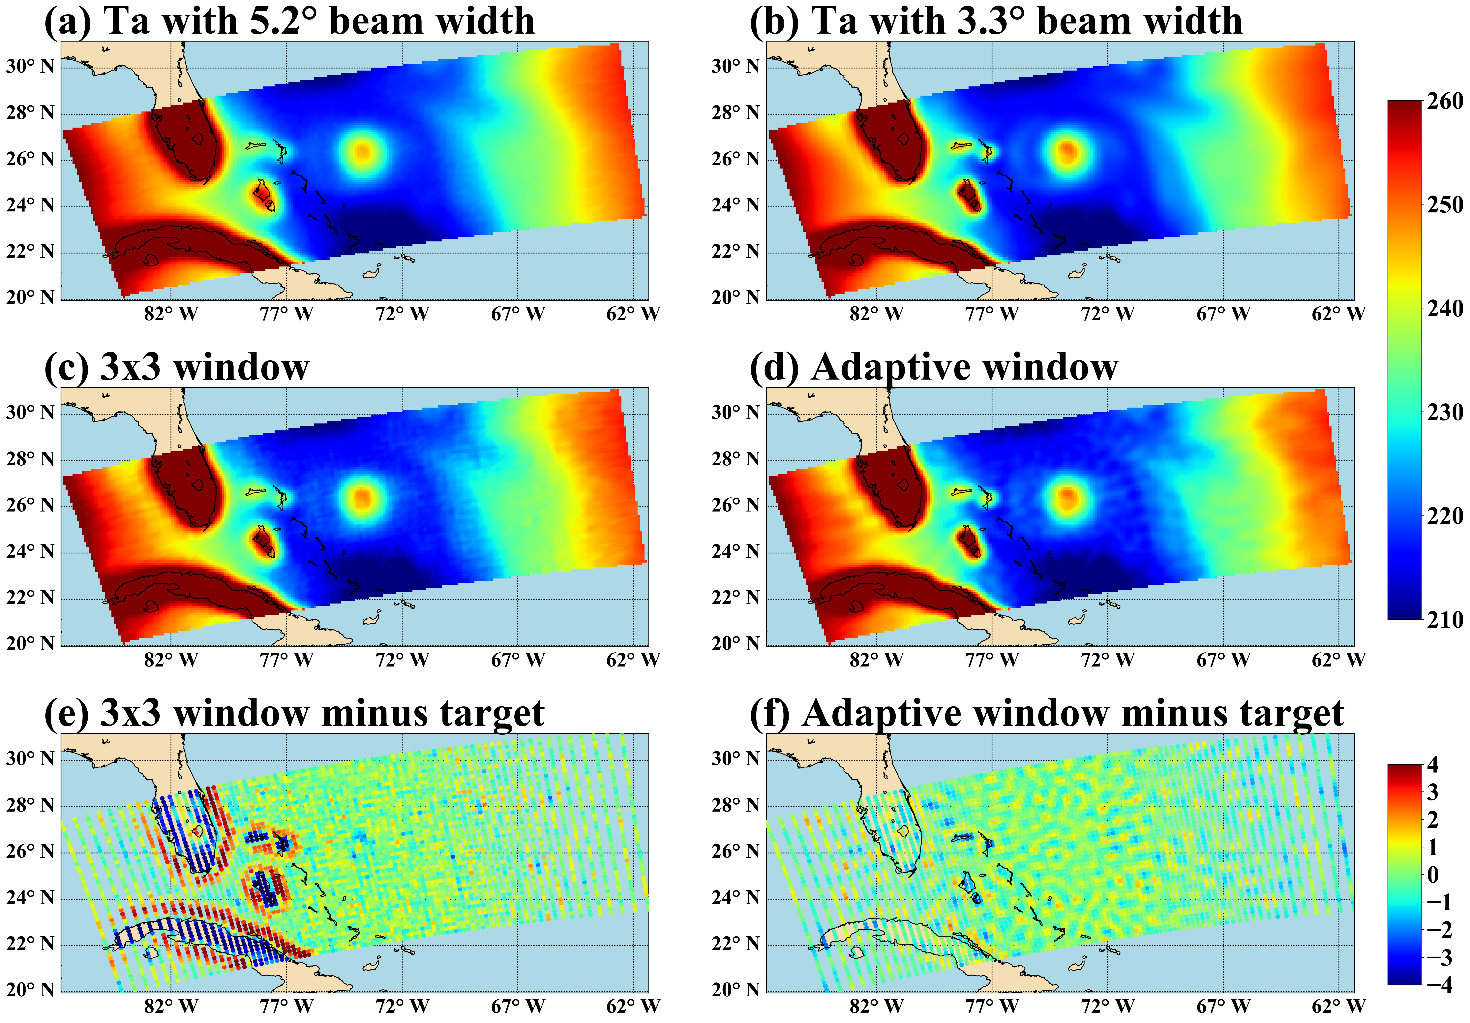 (a) Ta with 5.2° beam width
(b) Ta with 3.3° beam width
30° N
28° N
26° N
24° N
22° N
20° N
82° W
77° W
72° W
67° W
62° W
30° N
28° N
26° N
24° N
22° N
20° N
82° W
77° W
72° W
67° W
62° W
260
250
240
230
220
210
(c) 3x3 window
(d) Adaptive window
30° N
28° N
26° N
24° N
22° N
20° N
82° W
77° W
72° W
67° W
62° W
30° N
28° N
26° N
24° N
22° N
20° N
82° W
77° W
72° W
67° W
62° W
(e) 3x3 window minus target
(f) Adaptive window minus target
30° N
28° N
26° N
24° N
22° N
20° N
82° W
77° W
72° W
67° W
62° W
30° N
28° N
26° N
24° N
22° N
20° N
82° W
77° W
72° W
67° W
62° W
4
3
2
1
0
−1
−2
−3
−4